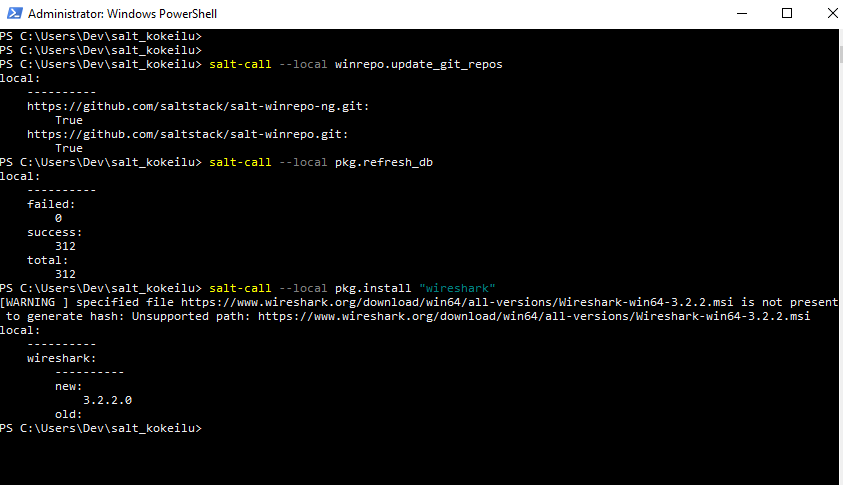 Administrator: Windows PowerShell
PS C:\Users\Dev\salt_kokeilu>
PS C:\Users\Dev\salt_kokeilu>
PS C:\Users\Dev\salt_kokeilu> salt-call --local winrepo.update_git_repos
local:
    ----------
    https://github.com/saltstack/salt-winrepo-ng.git:
        True
    https://github.com/saltstack/salt-winrepo.git:
        True
PS C:\Users\Dev\salt_kokeilu> salt-call --local pkg.refresh_db
local:
    ----------
    failed:
        0
    success:
        312
    total:
        312
PS C:\Users\Dev\salt_kokeilu> salt-call --local pkg.install "wireshark"
[WARNING ] specified file https://www.wireshark.org/download/win64/all-versions/Wireshark-win64-3.2.2.msi is not present
 to generate hash: Unsupported path: https://www.wireshark.org/download/win64/all-versions/Wireshark-win64-3.2.2.msi
local:
    ----------
    wireshark:
        ----------
        new:
            3.2.2.0
        old:
PS C:\Users\Dev\salt_kokeilu>